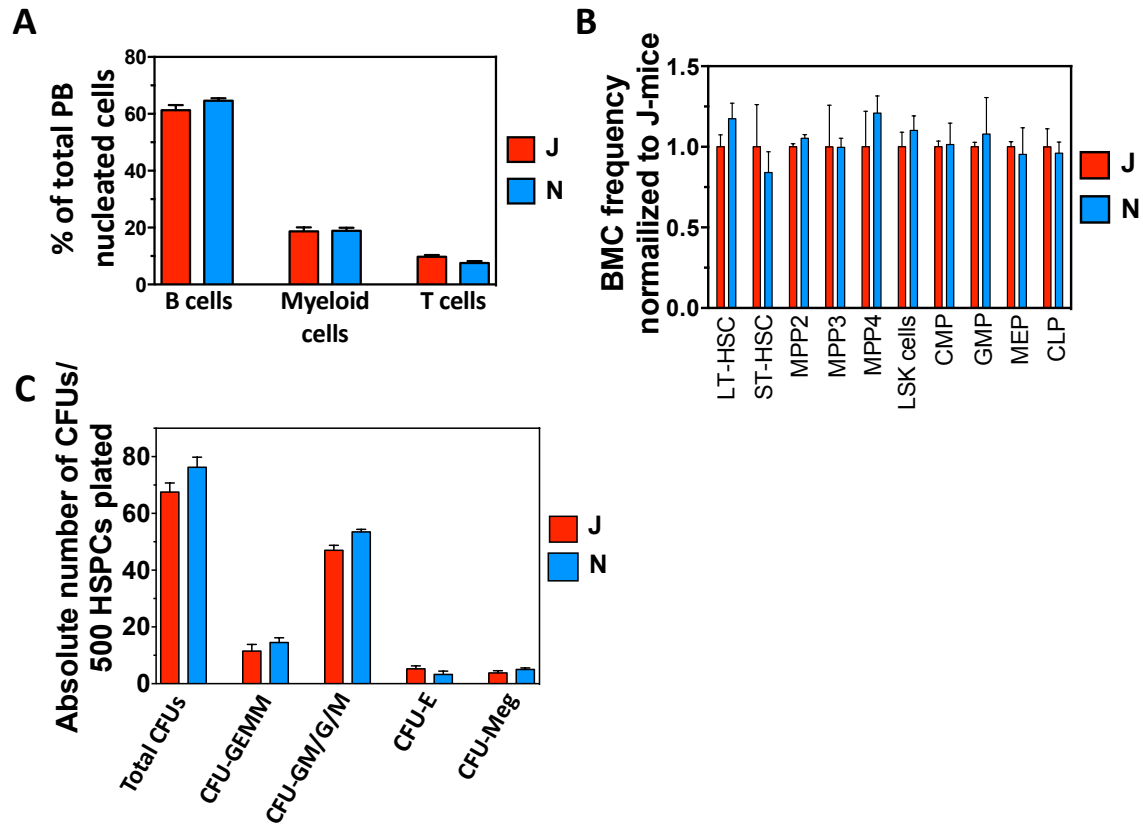 A
% of total PB
nucleated cells
80
60
40
20
0
B cells
Myeloid
cells
T cells
J
N
B
BMC frequency
normailized to J-mice
1.5
1.0
0.5
0.0
LT-HSC
ST-HSC
MPP2
MPP3
MPP4
LSK cells
CMP
GMP
MEP
CLP
J
N
C
Absolute number of CFUs/
500 HSPCs plated
80
60
40
20
0
Total CFUs
CFU-GEMM
CFU-GM/G/M
CFU-E
CFU-Meg
J
N